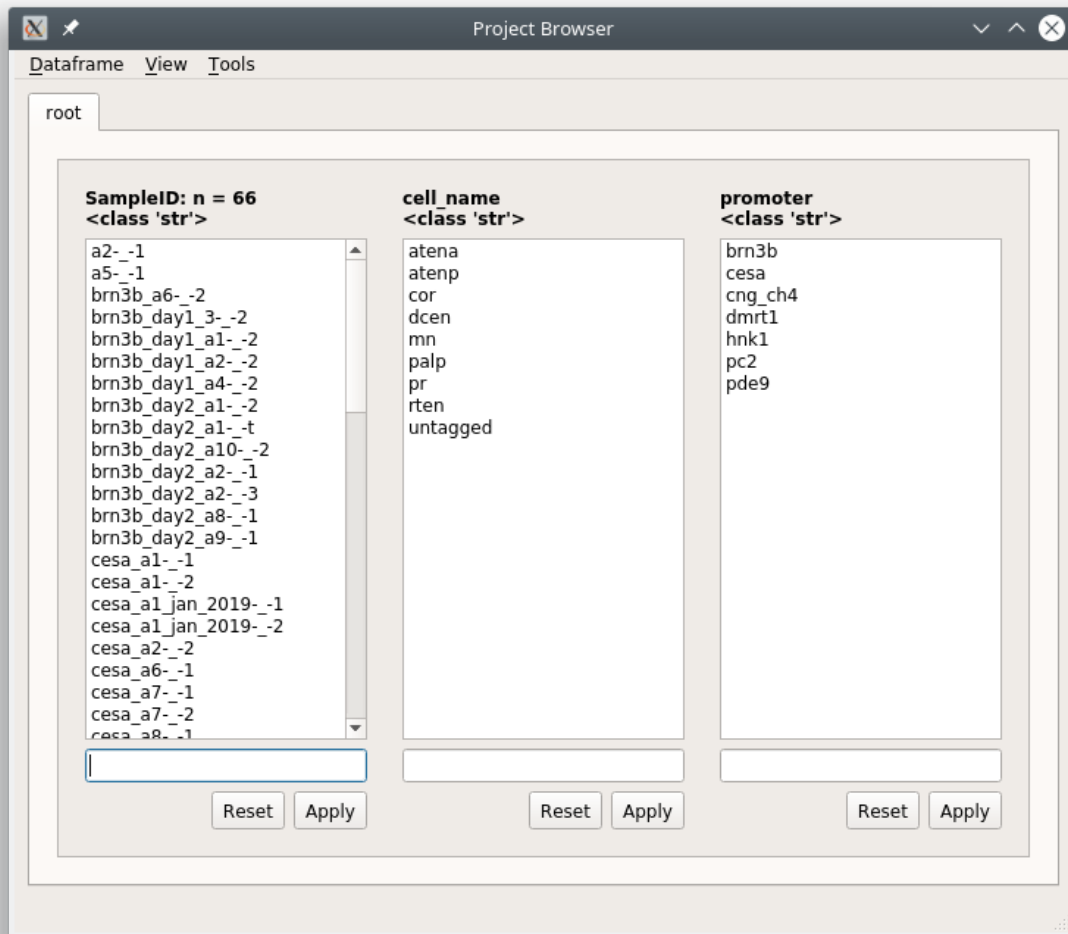 Project Browser
Dataframe View Tools
root
SampleID: n = 66
<class 'str'>
a2-_-1
a5-_-1
brn3b_a6-_-2
brn3b_day1_3-_-2
brn3b_day1_a1-_-2
brn3b_day1_a2-_-2
brn3b_day1_a4-_-2
brn3b_day2_a1-_-2
brn3b_day2_a1-_-t
brn3b_day2_a10-_-2
brn3b_day2_a2-_-1
brn3b_day2_a2-_-3
brn3b_day2_a8-_-1
brn3b_day2_a9-_-1
cesa_a1-_-1
cesa_a1-_-2
cesa_a1_jan_2019-_-1
cesa_a1_jan_2019-_-2
cesa_a2-_-2
cesa_a6-_-1
cesa_a7-_-1
cesa_a7-_-2
cesa_a8-_-1
Reset Apply
cell_name
<class 'str'>
atena
atenp
cor
dcen
mn
palp
pr
rten
untagged
Reset Apply
promoter
<class 'str'>
brn3b
cesa
cng_ch4
dmrt1
hnk1
pc2
pde9
Reset Apply